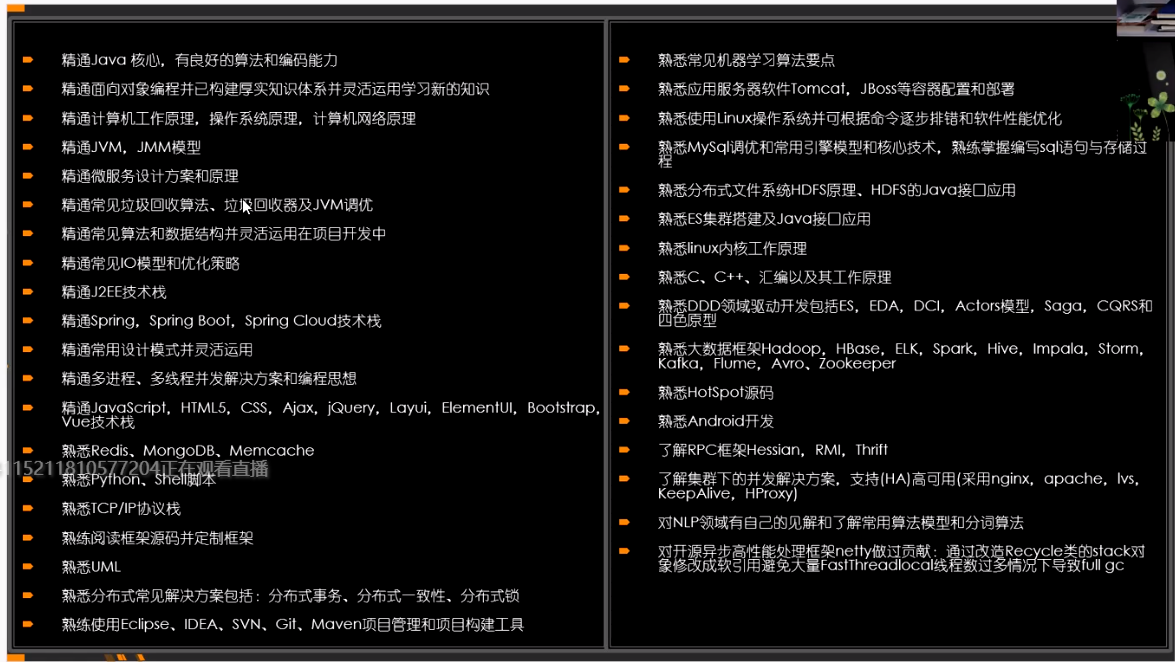 精通Java 核心，有良好的算法和编码能力
精通面向对象编程并已构建厚实知识体系并灵活运用学习新的知识
精通计算机工作原理，操作系统原理，计算机网络原理
精通JVM，JMM模型
精通微服务设计方案和原理
精通常见垃圾回收算法、垃圾回收器及JVM调优
精通常见算法和数据结构并灵活运用在项目开发中
精通常见IO模型和优化策略
精通J2EE技术栈
精通Spring，Spring Boot，Spring Cloud技术栈
精通常用设计模式并灵活运用
精通多进程、多线程并发解决方案和编程思想
精通JavaScript，HTML5，CSS，Ajax，jQuery，Layui，ElementUI，Bootstrap，
Vue技术栈
熟悉Redis、MongoDB、Memcache
15211810577204正在观看直播
熟悉Python、Shell脚本
熟悉TCP/IP协议栈
熟练阅读框架源码并定制框架
熟悉UML
熟悉分布式常见解决方案包括：分布式事务、分布式一致性、分布式锁
熟练使用Eclipse、IDEA、SVN、Git、Maven项目管理和项目构建工具
熟悉常见机器学习算法要点
熟悉应用服务器软件Tomcat，JBoss等容器配置和部署
熟悉使用Linux操作系统并可根据命令逐步排错和软件性能优化
熟悉MySql调优和常用引擎模型和核心技术，熟练掌握编写sql语句与存储过
程
熟悉分布式文件系统HDFS原理、HDFS的Java接口应用
熟悉ES集群搭建及Java接口应用
熟悉linux内核工作原理
熟悉C、C++、汇编以及其工作原理
熟悉DDD领域驱动开发包括ES，EDA，DCI，Actors模型，Saga，CQRS和
四色原型
熟悉大数据框架Hadoop，HBase，ELK，Spark，Hive，Impala，Storm，
Kafka，Flume，Avro、Zookeeper
熟悉HotSpot源码
熟悉Android开发
了解RPC框架Hessian，RMI，Thrift
了解集群下的并发解决方案，支持(HA)高可用(采用nginx，apache，lvs，
KeepAlive，HProxy)
对NLP领域有自己的见解和了解常用算法模型和分词算法
对开源异步高性能处理框架netty做过贡献：通过改造Recycle类的stack对
象修改成软引用避免大量FastThreadlocal线程数过多情况下导致full gc